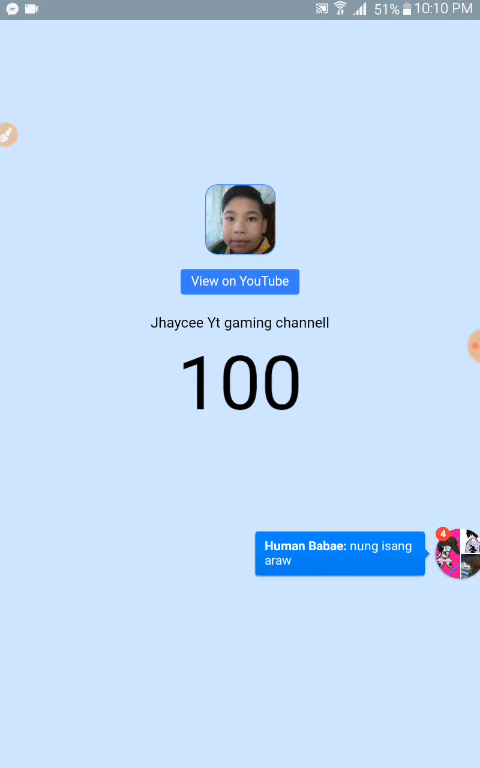 51% 10:10 PM
View on YouTube
Jhaycee Yt gaming channell
100
4
Human Babae: nung isang
araw